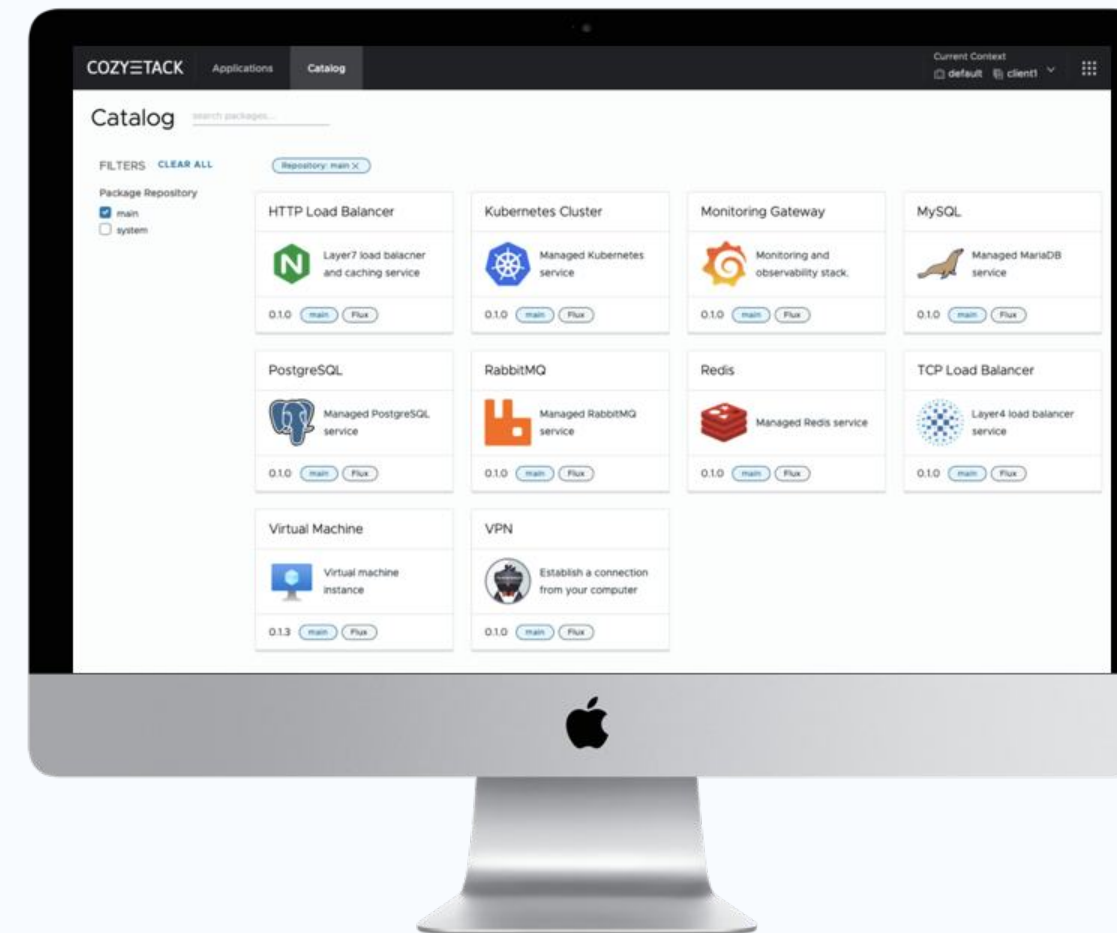 COZYΞTACK Applications Catalog
Current Context
default client1
Catalog search packages...
FILTERS CLEAR ALL
Repository: main ×
Package Repository
main
system
HTTP Load Balancer
Layer7 load balacner
and caching service
0.1.0 main Flux
Kubernetes Cluster
Managed Kubernetes
service
0.1.0 main Flux
Monitoring Gateway
Monitoring and
observability stack.
0.1.0 main Flux
MySQL
Managed MariaDB
service
0.1.0 main Flux
PostgreSQL
Managed PostgreSQL
service
0.1.0 main Flux
RabbitMQ
Managed RabbitMQ
service
0.1.0 main Flux
Redis
Managed Redis service
0.1.0 main Flux
TCP Load Balancer
Layer4 load balancer
service
0.1.0 main Flux
Virtual Machine
Virtual machine
instance
0.1.3 main Flux
VPN
Establish a connection
from your computer
0.1.0 main Flux